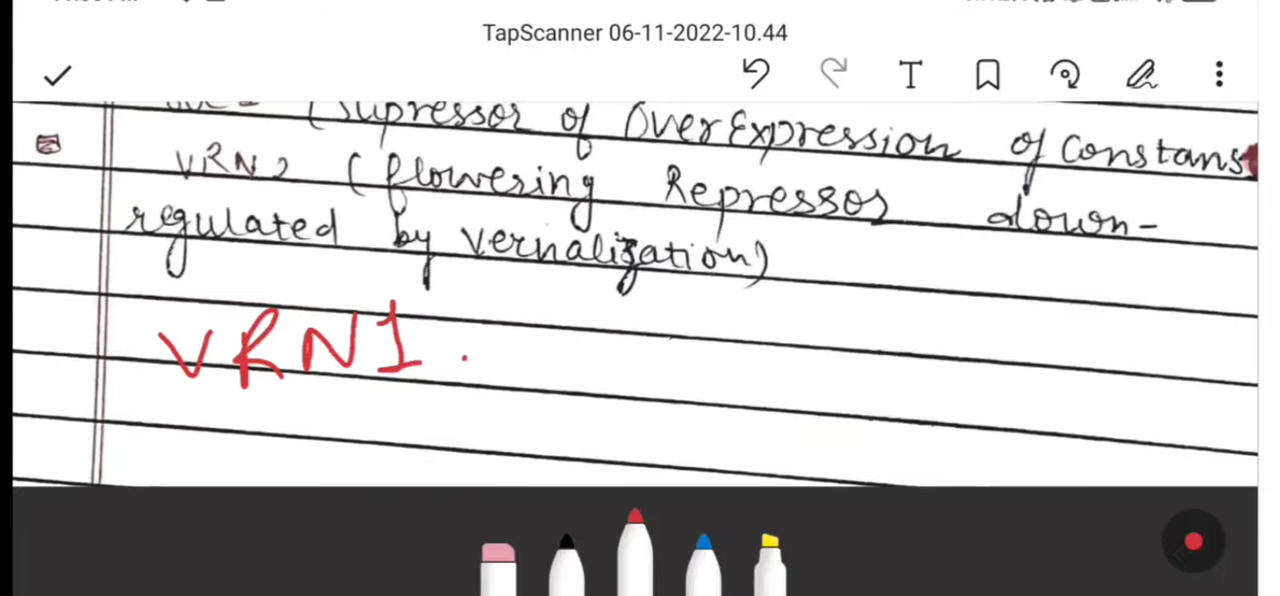 TapScanner 06-11-2022-10.44
T
(Supressor of OverExpression of Constans
VRN2 (flowering Repressor down-
regulated by vernalization)
VRN1.